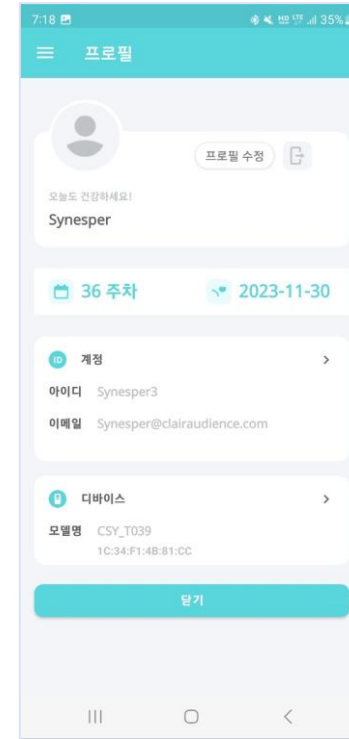 7:18 35%
프로필
프로필 수정
오늘도 건강하세요!
Synesper
36 주차 2023-11-30
ID 계정
아이디 Synesper3
이메일 Synesper@clairaudience.com
디바이스
모델명 CSY_T039
1C:34:F1:4B:81:CC
닫기